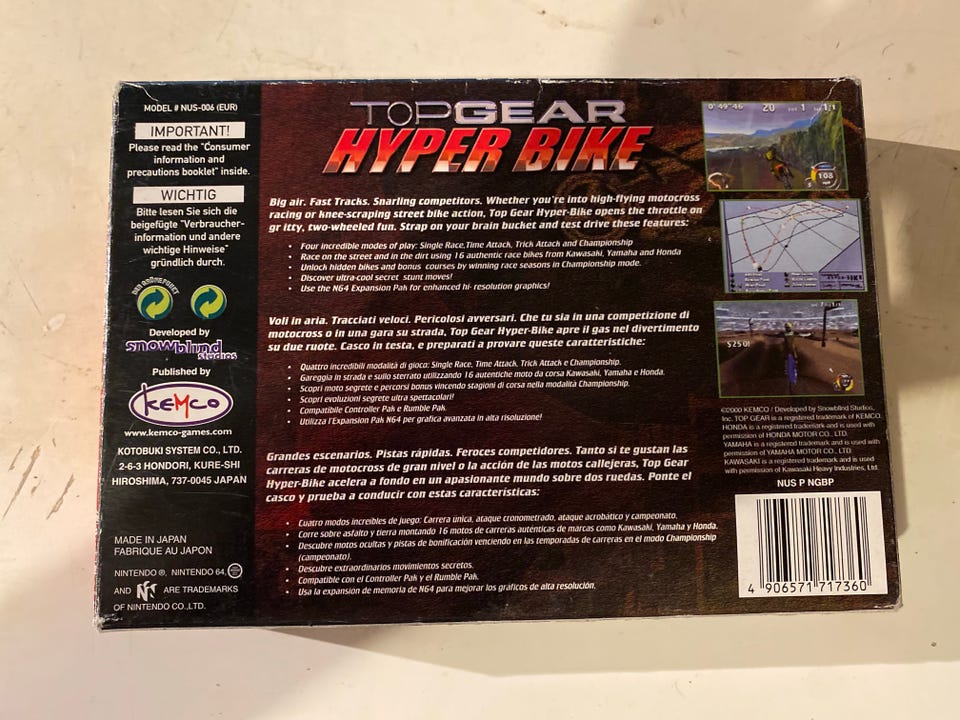 MODEL # NUS-006 (EUR)
IMPORTANT!
Please read the "Consumer
information and
precautions booklet" inside.
WICHTIG
Bitte lesen Sie sich die
beigefügte "Verbraucher-
information und andere
wichtige Hinweise"
gründlich durch.
DER GRÜNE PUNKT
Developed by
snowblind
studios
Published by
KEMCO
www.kemco-games.com
KOTOBUKI SYSTEM CO., LTD.
2-6-3 HONDORI, KURE-SHI
HIROSHIMA, 737-0045 JAPAN
MADE IN JAPAN
FABRIQUE AU JAPON
NINTENDO ®, NINTENDO 64,
AND ARE TRADEMARKS
OF NINTENDO CO.,LTD.
TOP GEAR
HYPER BIKE
Big air. Fast Tracks. Snarling competitors. Whether you're into high-flying motocross
racing or knee-scraping street bike action, Top Gear Hyper-Bike opens the throttle on
gr itty, two-wheeled fun. Strap on your brain bucket and test drive these features:
• Four incredible modes of play: Single Race,Time Attack, Trick Attack and Championship
• Race on the street and in the dirt using 16 authentic race bikes from Kawasaki, Yamaha and Honda
• Unlock hidden bikes and bonus courses by winning race seasons in Championship mode.
• Discover ultra-cool secret stunt moves!
• Use the N64 Expansion Pak for enhanced hi- resolution graphics!
Voli in aria. Tracciati veloci. Pericolosi avversari. Che tu sia in una competizione di
motocross o in una gara su strada, Top Gear Hyper-Bike apre il gas nel divertimento
su due ruote. Casco in testa, e preparati a provare queste caratteristiche:
• Quattro incredibili modalità di gioco: Single Race, Time Attack, Trick Attack e Championship.
• Gareggia in strada e sullo sterrato utilizzando 16 autentiche moto da corsa Kawasaki, Yamaha e Honda.
• Scopri moto segrete e percorsi bonus vincendo stagioni di corsa nella modalità Championship.
• Scopri evoluzioni segrete ultra spettacolari!
• Compatibile Controller Pak e Rumble Pak.
• Utilizza l'Expansion Pak N64 per grafica avanzata in alta risoluzione!
Grandes escenarios. Pistas rápidas. Feroces competidores. Tanto si te gustan las
carreras de motocross de gran nivel o la acción de las motos callejeras, Top Gear
Hyper-Bike acelera a fondo en un apasionante mundo sobre dos ruedas. Ponte el
casco y prueba a conducir con estas características:
• Cuatro modos increíbles de juego: Carrera única, ataque cronometrado, ataque acrobático y campeonato.
• Corre sobre asfalto y tierra montando 16 motos de carreras auténticas de marcas como Kawasaki, Yamaha y Honda.
• Descubre motos ocultas y pistas de bonificación venciendo en las temporadas de carreras en el modo Championship
(campeonato).
• Descubre extraordinarios movimientos secretos.
• Compatible con el Controller Pak y el Rumble Pak.
• Usa la expansión de memoria de N64 para mejorar los gráficos de alta resolución.
0'49"46 20 1 1/1
108
$250!
©2000 KEMCO / Developed by Snowblind Studios,
Inc. TOP GEAR is a registered trademark of KEMCO.
HONDA is a registered trademark and is used with
permission of HONDA MOTOR CO., LTD.
YAMAHA is a registered trademark and is used with
permission of YAMAHA MOTOR CO., LTD.
KAWASAKI is a registered trademark and is used
with permission of Kawasaki Heavy Industries, Ltd.
NUS P NGBP
4 906571 717360